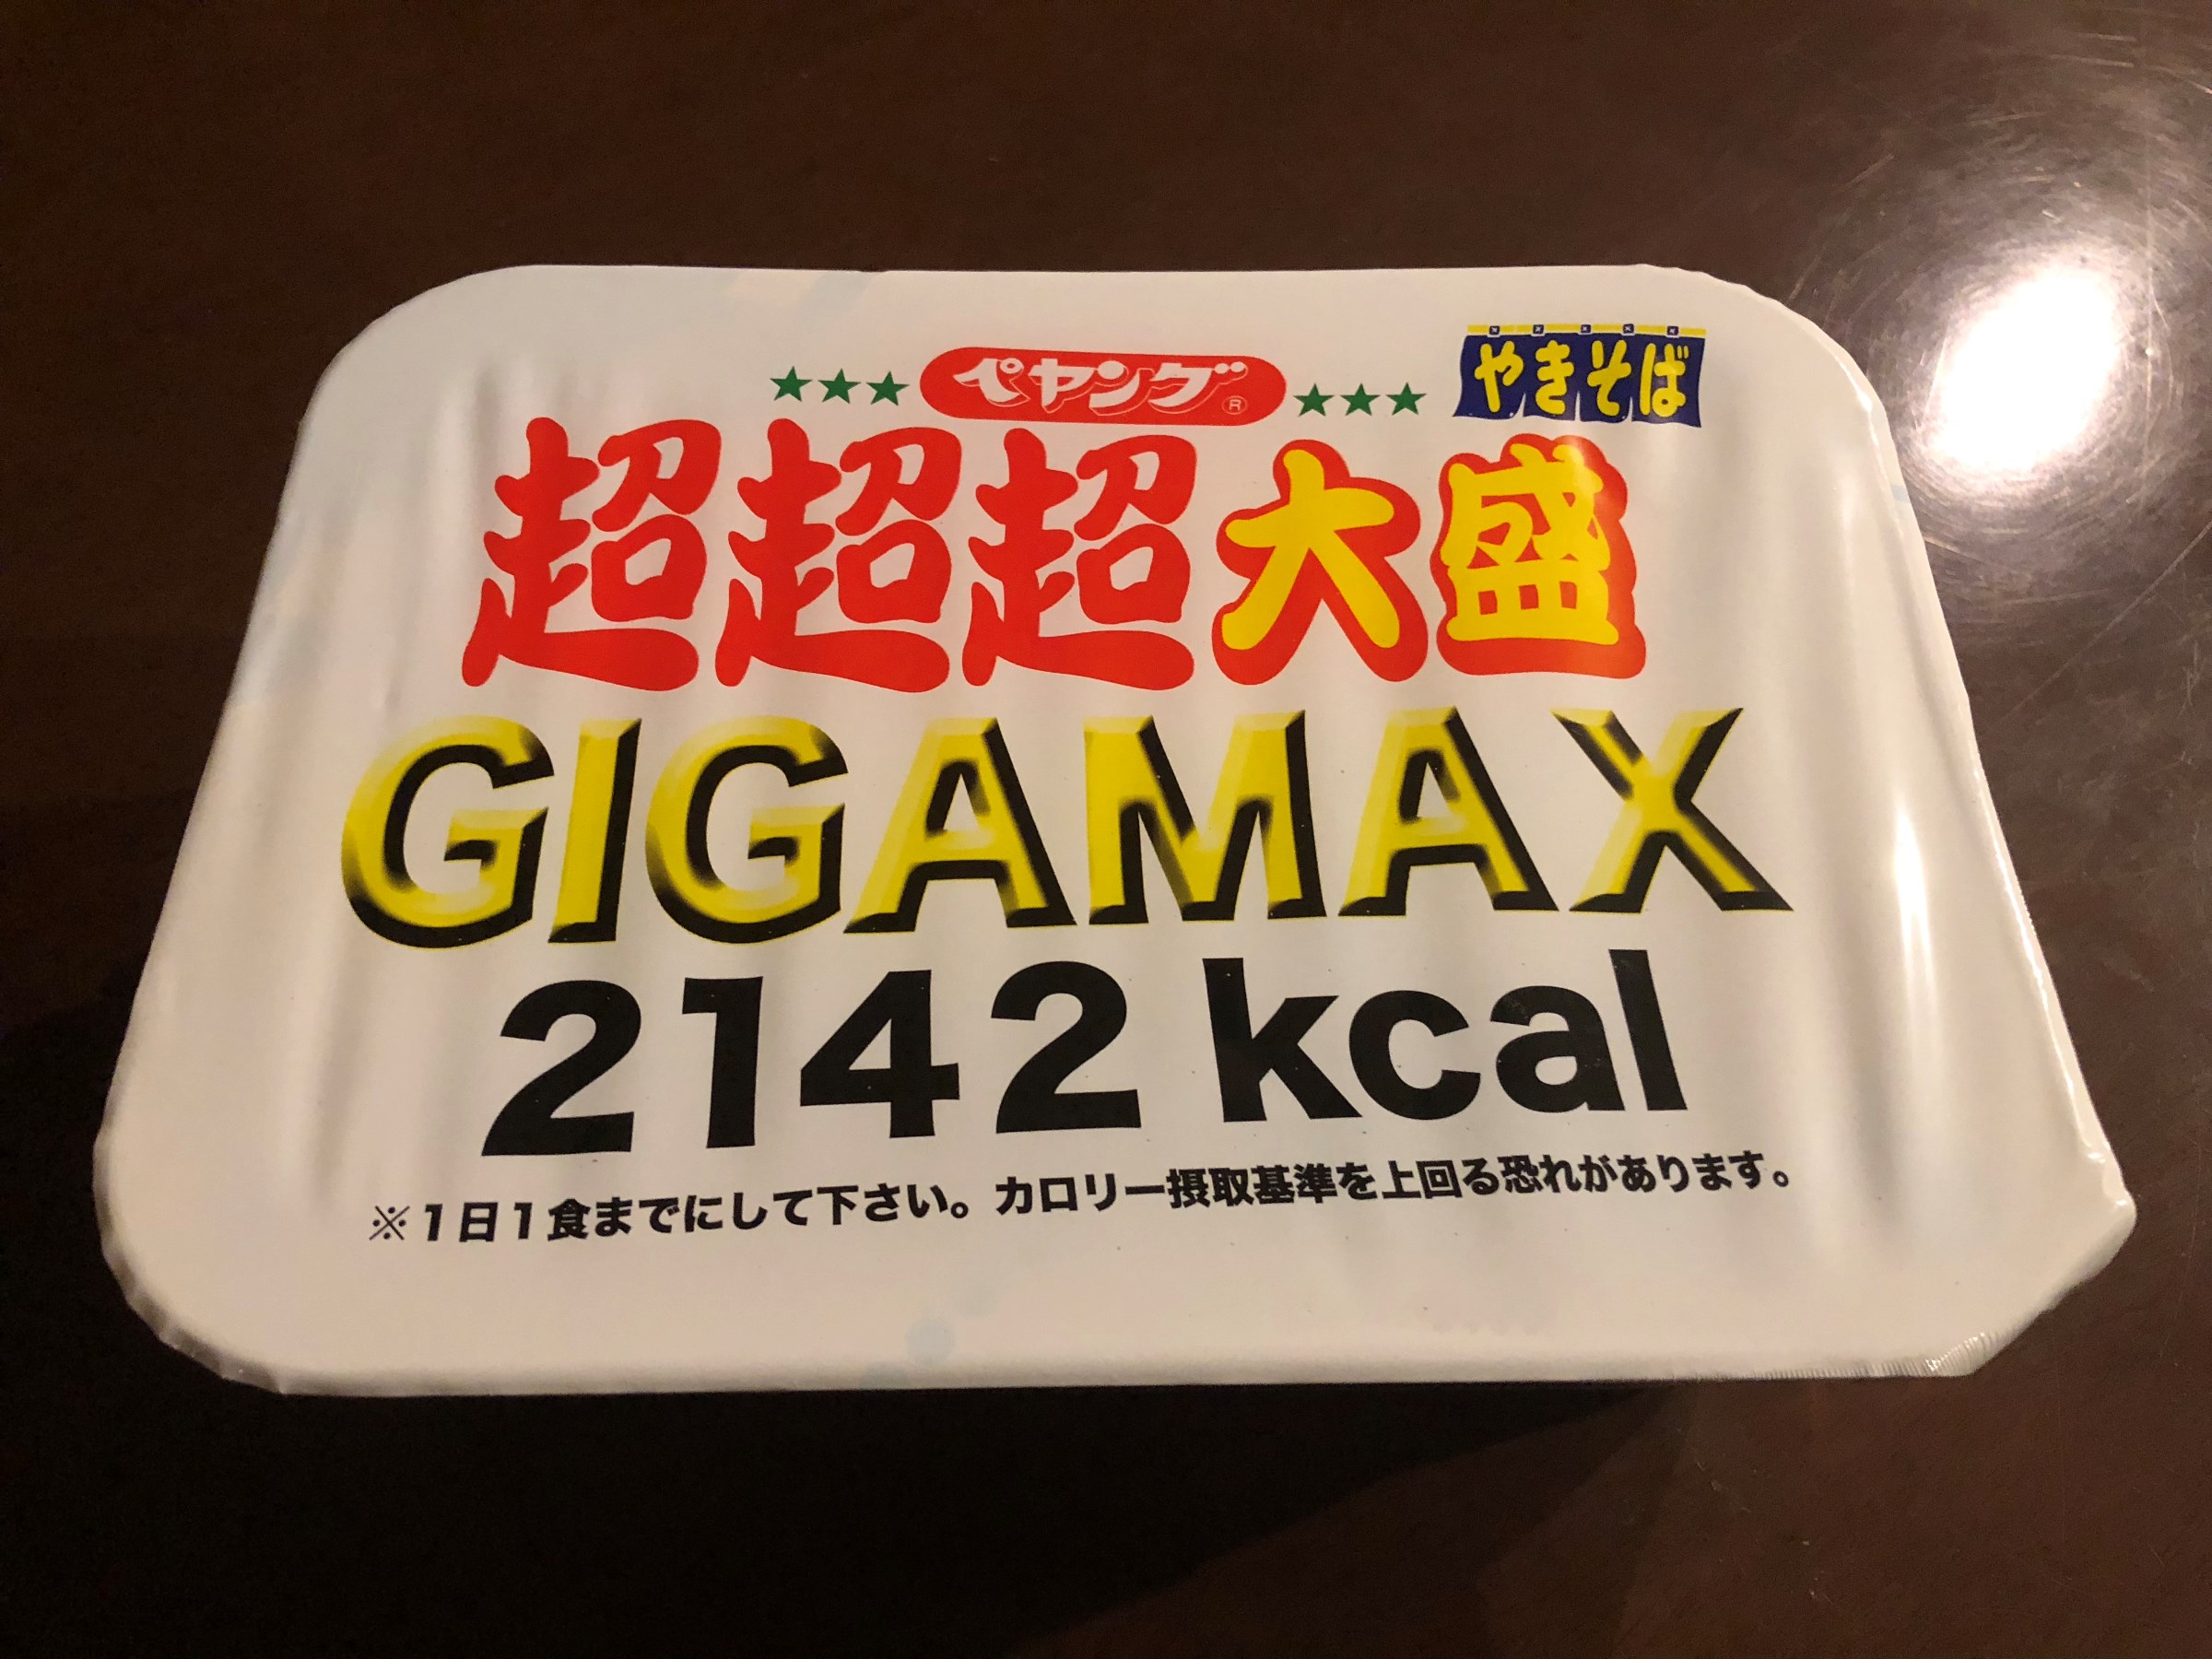 ★★★ペヤング®★★★ やきそば
超超超大盛
GIGAMAX
2142kcal
※１日１食までにして下さい。カロリー摂取基準を上回る恐れがあります。